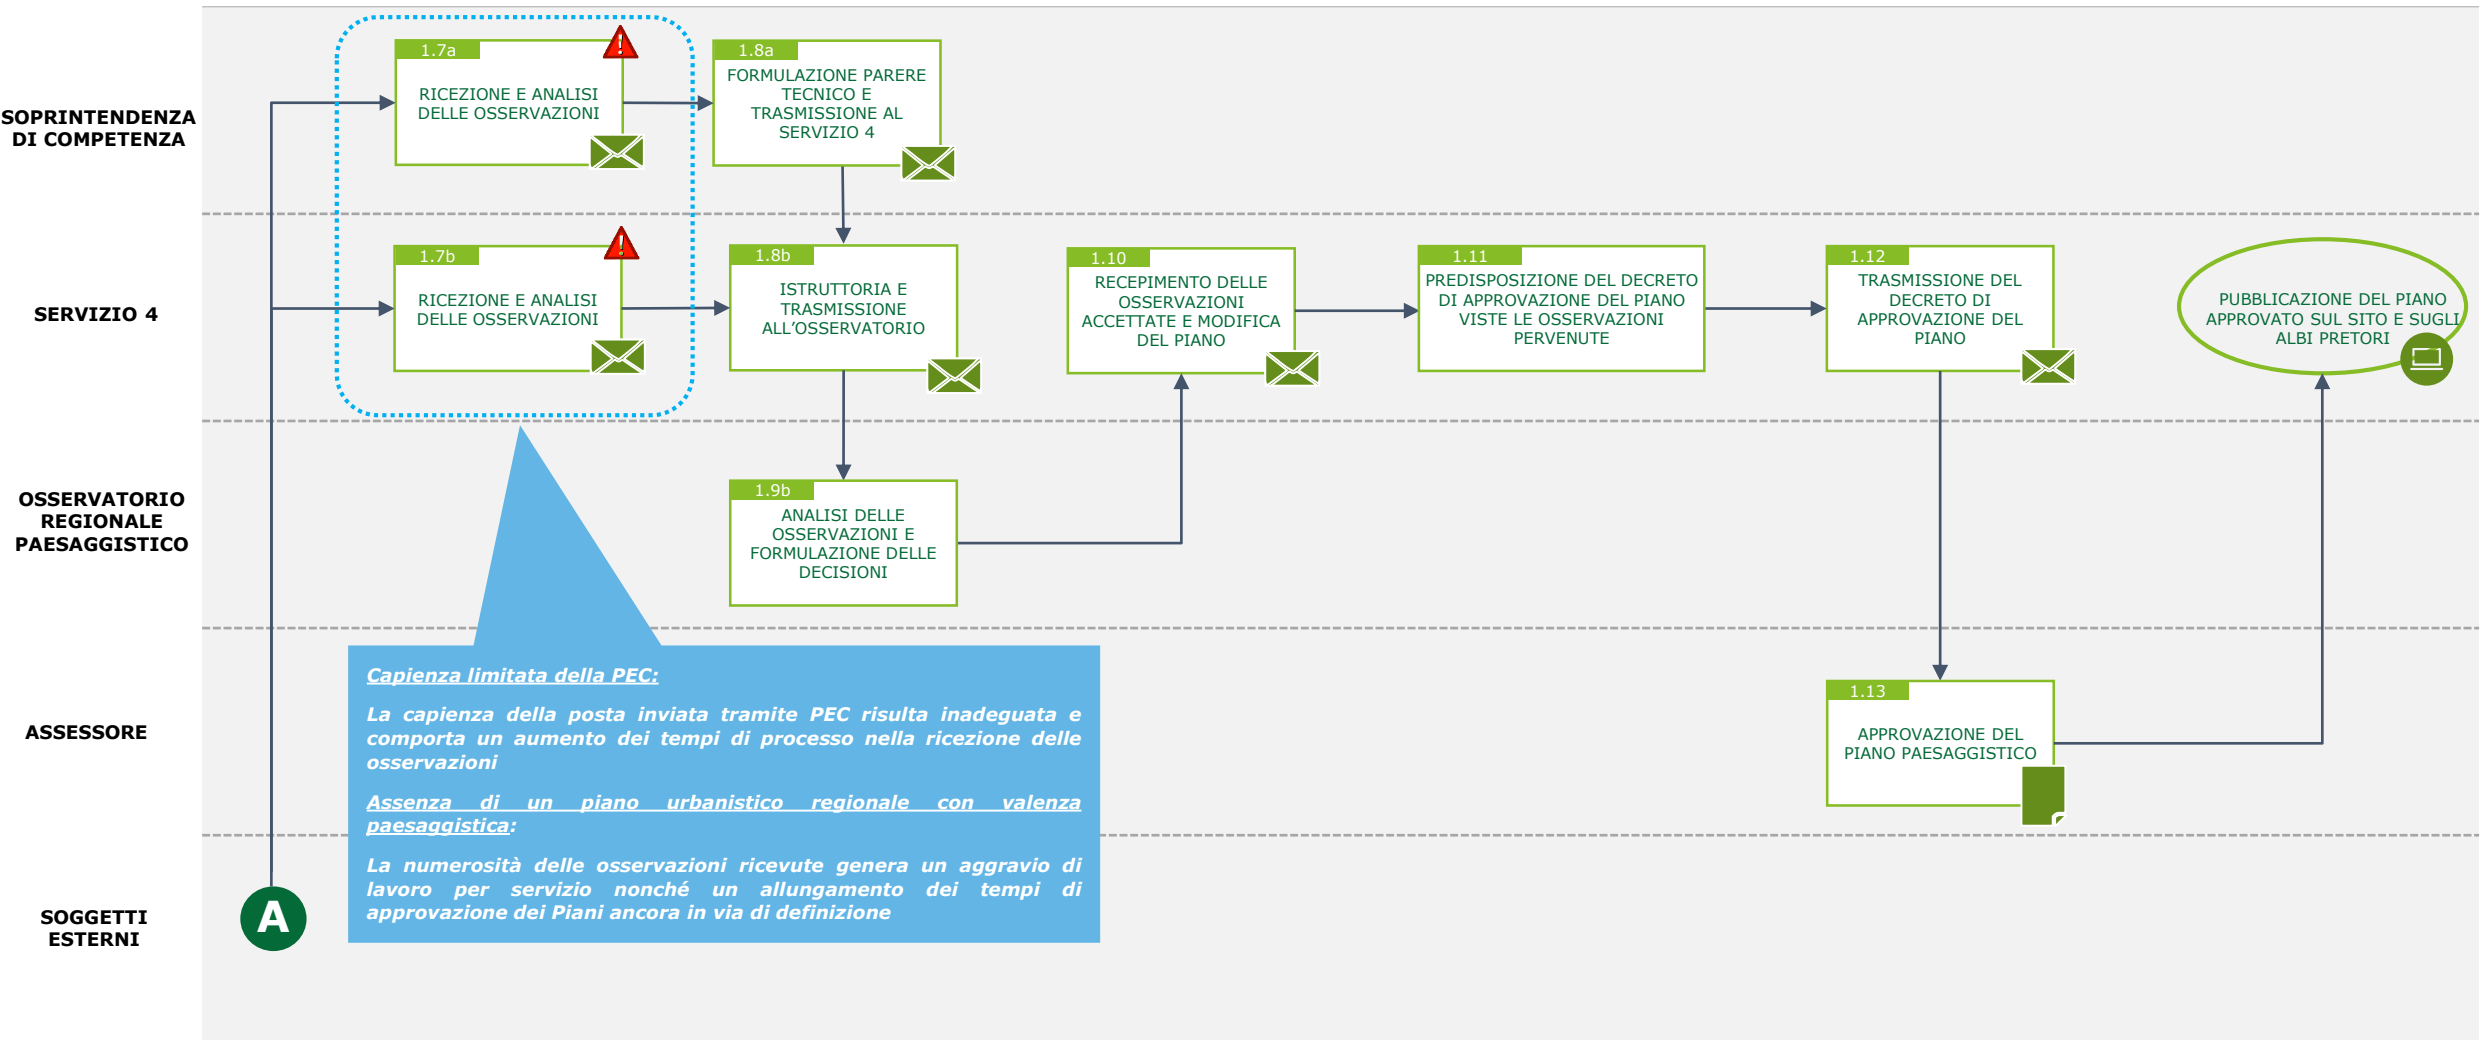 SOPRINTENDENZA
DI COMPETENZA
1.7a
RICEZIONE E ANALISI
DELLE OSSERVAZIONI
1.8a
FORMULAZIONE PARERE
TECNICO E
TRASMISSIONE AL
SERVIZIO 4
SERVIZIO 4
1.7b
RICEZIONE E ANALISI
DELLE OSSERVAZIONI
1.8b
ISTRUTTORIA E
TRASMISSIONE
ALL'OSSERVATORIO
1.10
RECEPIMENTO DELLE
OSSERVAZIONI
ACCETTATE E MODIFICA
DEL PIANO
1.11
PREDISPOSIZIONE DEL DECRETO
DI APPROVAZIONE DEL PIANO
VISTE LE OSSERVAZIONI
PERVENUTE
1.12
TRASMISSIONE DEL
DECRETO DI
APPROVAZIONE DEL
PIANO
PUBBLICAZIONE DEL PIANO
APPROVATO SUL SITO E SUGLI
ALBI PRETORI
OSSERVATORIO
REGIONALE
PAESAGGISTICO
1.9b
ANALISI DELLE
OSSERVAZIONI E
FORMULAZIONE DELLE
DECISIONI
ASSESSORE
Capienza limitata della PEC:
La capienza della posta inviata tramite PEC risulta inadeguata e
comporta un aumento dei tempi di processo nella ricezione delle
osservazioni
Assenza di un piano urbanistico regionale con valenza
paesaggistica:
La numerosità delle osservazioni ricevute genera un aggravio di
lavoro per servizio nonché un allungamento dei tempi di
approvazione dei Piani ancora in via di definizione
1.13
APPROVAZIONE DEL
PIANO PAESAGGISTICO
SOGGETTI
ESTERNI
A